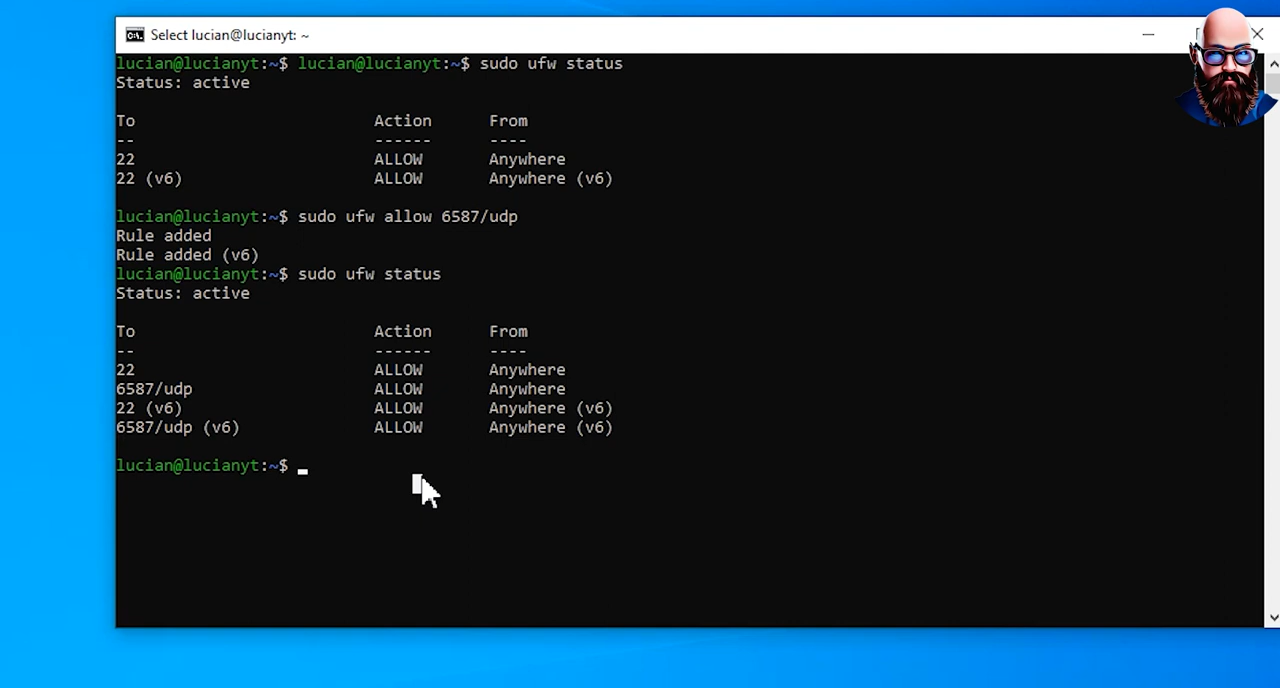 Select lucian@lucianyt: ~
lucian@lucianyt:~$ lucian@lucianyt:~$ sudo ufw status
Status: active
To Action From
-- ------ ----
22 ALLOW Anywhere
22 (v6) ALLOW Anywhere (v6)
lucian@lucianyt:~$ sudo ufw allow 6587/udp
Rule added
Rule added (v6)
lucian@lucianyt:~$ sudo ufw status
Status: active
To Action From
-- ------ ----
22 ALLOW Anywhere
6587/udp ALLOW Anywhere
22 (v6) ALLOW Anywhere (v6)
6587/udp (v6) ALLOW Anywhere (v6)
lucian@lucianyt:~$